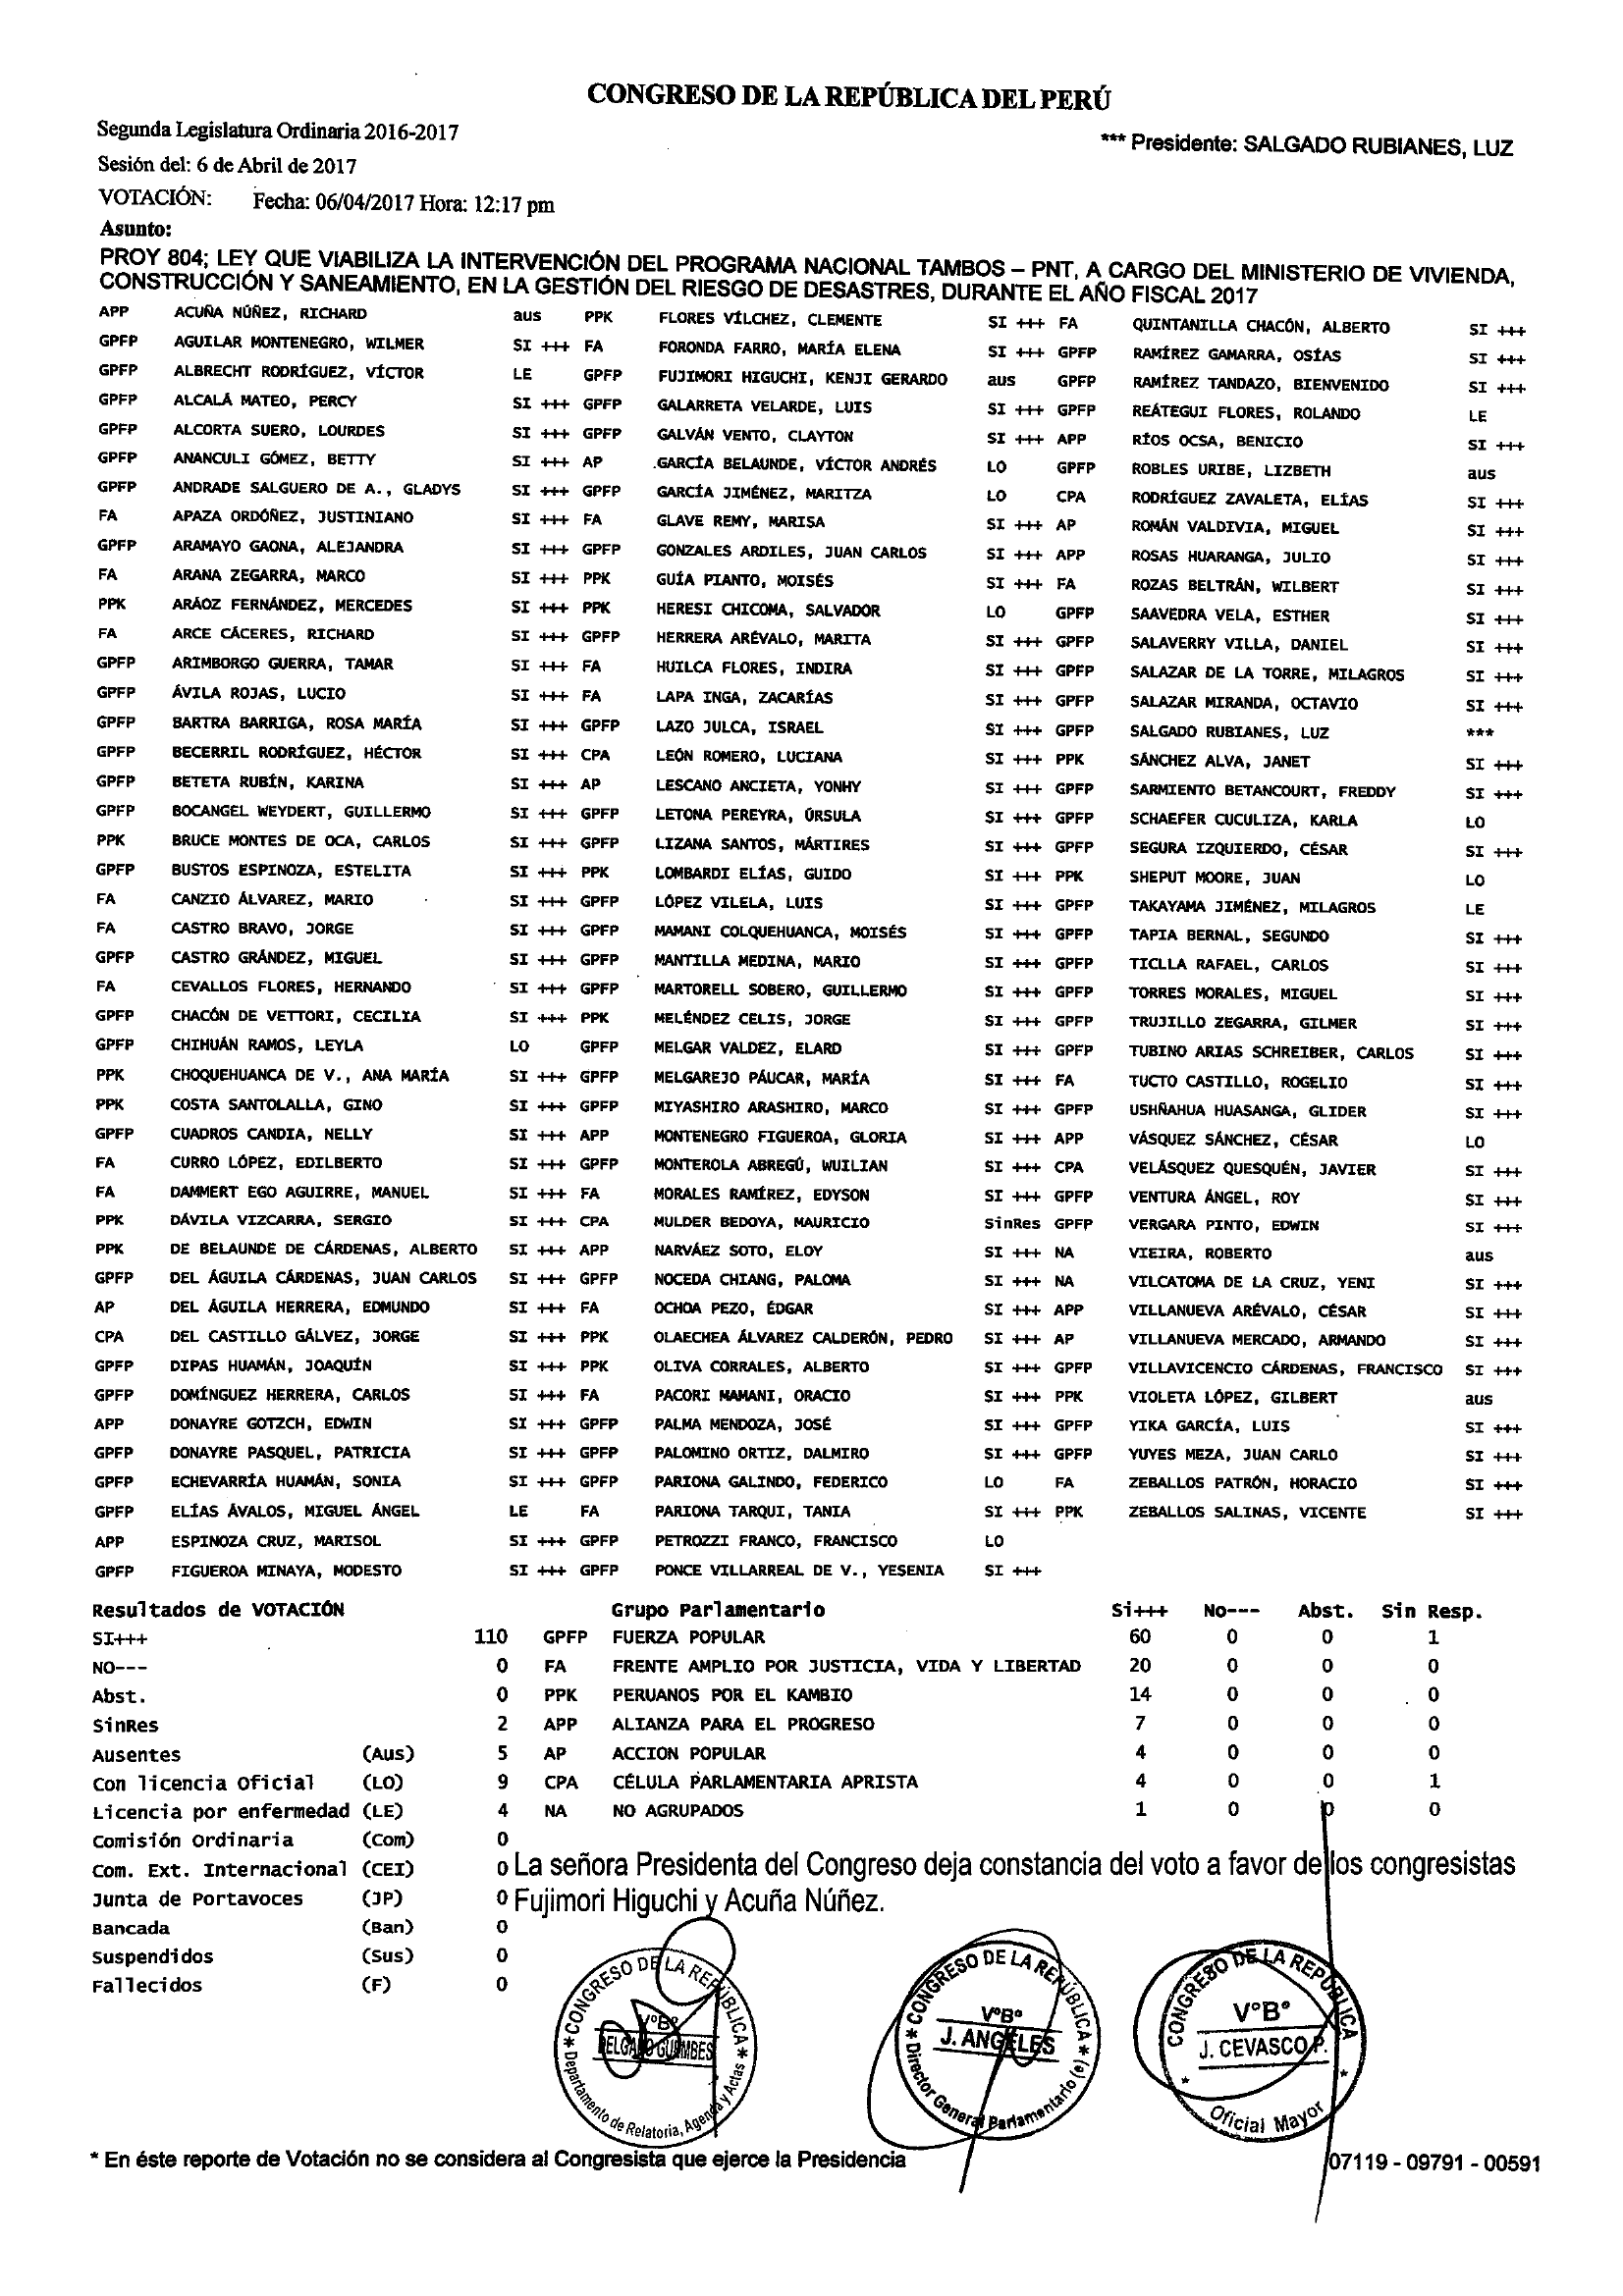 CONGRESO DE LA REPÚBLICA DEL PERÚ
Segunda Legislatura Ordinaria 2016-2017
*** Presidente: SALGADO RUBIANES, LUZ
Sesión del: 6 de Abril de 2017
VOTACIÓN: Fecha: 06/04/2017 Hora: 12:17 pm
Asunto:
PROY 804; LEY QUE VIABILIZA LA INTERVENCIÓN DEL PROGRAMA NACIONAL TAMBOS – PNT, A CARGO DEL MINISTERIO DE VIVIENDA,
CONSTRUCCIÓN Y SANEAMIENTO, EN LA GESTIÓN DEL RIESGO DE DESASTRES, DURANTE EL AÑO FISCAL 2017
APP ACUÑA NÚÑEZ, RICHARD aus PPK FLORES VÍLCHEZ, CLEMENTE SI +++ FA QUINTANILLA CHACÓN, ALBERTO SI +++
GPFP AGUILAR MONTENEGRO, WILMER SI +++ FA FORONDA FARRO, MARÍA ELENA SI +++ GPFP RAMÍREZ GAMARRA, OSÍAS SI +++
GPFP ALBRECHT RODRÍGUEZ, VÍCTOR LE GPFP FUJIMORI HIGUCHI, KENJI GERARDO aus GPFP RAMÍREZ TANDAZO, BIENVENIDO SI +++
GPFP ALCALÁ MATEO, PERCY SI +++ GPFP GALARRETA VELARDE, LUIS SI +++ GPFP REÁTEGUI FLORES, ROLANDO LE
GPFP ALCORTA SUERO, LOURDES SI +++ GPFP GALVÁN VENTO, CLAYTON SI +++ APP RÍOS OCSA, BENICIO SI +++
GPFP ANANCULI GÓMEZ, BETTY SI +++ AP GARCÍA BELAUNDE, VÍCTOR ANDRÉS LO GPFP ROBLES URIBE, LIZBETH aus
GPFP ANDRADE SALGUERO DE A., GLADYS SI +++ GPFP GARCÍA JIMÉNEZ, MARITZA LO CPA RODRÍGUEZ ZAVALETA, ELÍAS SI +++
FA APAZA ORDÓÑEZ, JUSTINIANO SI +++ FA GLAVE REMY, MARISA SI +++ AP ROMÁN VALDIVIA, MIGUEL SI +++
GPFP ARAMAYO GAONA, ALEJANDRA SI +++ GPFP GONZALES ARDILES, JUAN CARLOS SI +++ APP ROSAS HUARANGA, JULIO SI +++
FA ARANA ZEGARRA, MARCO SI +++ PPK GUÍA PIANTO, MOISÉS SI +++ FA ROZAS BELTRÁN, WILBERT SI +++
PPK ARÁOZ FERNÁNDEZ, MERCEDES SI +++ PPK HERESI CHICOMA, SALVADOR LO GPFP SAAVEDRA VELA, ESTHER SI +++
FA ARCE CÁCERES, RICHARD SI +++ GPFP HERRERA ARÉVALO, MARITA SI +++ GPFP SALAVERRY VILLA, DANIEL SI +++
GPFP ARIMBORGO GUERRA, TAMAR SI +++ FA HUILCA FLORES, INDIRA SI +++ GPFP SALAZAR DE LA TORRE, MILAGROS SI +++
GPFP ÁVILA ROJAS, LUCIO SI +++ FA LAPA INGA, ZACARÍAS SI +++ GPFP SALAZAR MIRANDA, OCTAVIO SI +++
GPFP BARTRA BARRIGA, ROSA MARÍA SI +++ GPFP LAZO JULCA, ISRAEL SI +++ GPFP SALGADO RUBIANES, LUZ ***
GPFP BECERRIL RODRÍGUEZ, HÉCTOR SI +++ CPA LEÓN ROMERO, LUCIANA SI +++ PPK SÁNCHEZ ALVA, JANET SI +++
GPFP BETETA RUBÍN, KARINA SI +++ AP LESCANO ANCIETA, YONHY SI +++ GPFP SARMIENTO BETANCOURT, FREDDY SI +++
GPFP BOCANGEL WEYDERT, GUILLERMO SI +++ GPFP LETONA PEREYRA, ÚRSULA SI +++ GPFP SCHAEFER CUCULIZA, KARLA LO
PPK BRUCE MONTES DE OCA, CARLOS SI +++ GPFP LIZANA SANTOS, MÁRTIRES SI +++ GPFP SEGURA IZQUIERDO, CÉSAR SI +++
GPFP BUSTOS ESPINOZA, ESTELITA SI +++ PPK LOMBARDI ELÍAS, GUIDO SI +++ PPK SHEPUT MOORE, JUAN LO
FA CANZIO ÁLVAREZ, MARIO SI +++ GPFP LÓPEZ VILELA, LUIS SI +++ GPFP TAKAYAMA JIMÉNEZ, MILAGROS LE
FA CASTRO BRAVO, JORGE SI +++ GPFP MAMANI COLQUEHUANCA, MOISÉS SI +++ GPFP TAPIA BERNAL, SEGUNDO SI +++
GPFP CASTRO GRÁNDEZ, MIGUEL SI +++ GPFP MANTILLA MEDINA, MARIO SI +++ GPFP TICLLA RAFAEL, CARLOS SI +++
FA CEVALLOS FLORES, HERNANDO SI +++ GPFP MARTORELL SOBERO, GUILLERMO SI +++ GPFP TORRES MORALES, MIGUEL SI +++
GPFP CHACÓN DE VETTORI, CECILIA SI +++ PPK MELÉNDEZ CELIS, JORGE SI +++ GPFP TRUJILLO ZEGARRA, GILMER SI +++
GPFP CHIHUÁN RAMOS, LEYLA LO GPFP MELGAR VALDEZ, ELARD SI +++ GPFP TUBINO ARIAS SCHREIBER, CARLOS SI +++
PPK CHOQUEHUANCA DE V., ANA MARÍA SI +++ GPFP MELGAREJO PÁUCAR, MARÍA SI +++ FA TUCTO CASTILLO, ROGELIO SI +++
PPK COSTA SANTOLALLA, GINO SI +++ GPFP MIYASHIRO ARASHIRO, MARCO SI +++ GPFP USHÑAHUA HUASANGA, GLIDER SI +++
GPFP CUADROS CANDIA, NELLY SI +++ APP MONTENEGRO FIGUEROA, GLORIA SI +++ APP VÁSQUEZ SÁNCHEZ, CÉSAR LO
FA CURRO LÓPEZ, EDILBERTO SI +++ GPFP MONTEROLA ABREGÚ, WUILIAN SI +++ CPA VELÁSQUEZ QUESQUÉN, JAVIER SI +++
FA DAMMERT EGO AGUIRRE, MANUEL SI +++ FA MORALES RAMÍREZ, EDYSON SI +++ GPFP VENTURA ÁNGEL, ROY SI +++
PPK DÁVILA VIZCARRA, SERGIO SI +++ CPA MULDER BEDOYA, MAURICIO SinRes GPFP VERGARA PINTO, EDWIN SI +++
PPK DE BELAUNDE DE CÁRDENAS, ALBERTO SI +++ APP NARVÁEZ SOTO, ELOY SI +++ NA VIEIRA, ROBERTO aus
GPFP DEL ÁGUILA CÁRDENAS, JUAN CARLOS SI +++ GPFP NOCEDA CHIANG, PALOMA SI +++ NA VILCATOMA DE LA CRUZ, YENI SI +++
AP DEL ÁGUILA HERRERA, EDMUNDO SI +++ FA OCHOA PEZO, ÉDGAR SI +++ APP VILLANUEVA ARÉVALO, CÉSAR SI +++
CPA DEL CASTILLO GÁLVEZ, JORGE SI +++ PPK OLAECHEA ÁLVAREZ CALDERÓN, PEDRO SI +++ AP VILLANUEVA MERCADO, ARMANDO SI +++
GPFP DIPAS HUAMÁN, JOAQUÍN SI +++ PPK OLIVA CORRALES, ALBERTO SI +++ GPFP VILLAVICENCIO CÁRDENAS, FRANCISCO SI +++
GPFP DOMÍNGUEZ HERRERA, CARLOS SI +++ FA PACORI MAMANI, ORACIO SI +++ PPK VIOLETA LÓPEZ, GILBERT aus
APP DONAYRE GOTZCH, EDWIN SI +++ GPFP PALMA MENDOZA, JOSÉ SI +++ GPFP YIKA GARCÍA, LUIS SI +++
GPFP DONAYRE PASQUEL, PATRICIA SI +++ GPFP PALOMINO ORTIZ, DALMIRO SI +++ GPFP YUYES MEZA, JUAN CARLO SI +++
GPFP ECHEVARRÍA HUAMÁN, SONIA SI +++ GPFP PARIONA GALINDO, FEDERICO LO FA ZEBALLOS PATRÓN, HORACIO SI +++
GPFP ELÍAS ÁVALOS, MIGUEL ÁNGEL LE FA PARIONA TARQUI, TANIA SI +++ PPK ZEBALLOS SALINAS, VICENTE SI +++
APP ESPINOZA CRUZ, MARISOL SI +++ GPFP PETROZZI FRANCO, FRANCISCO LO
GPFP FIGUEROA MINAYA, MODESTO SI +++ GPFP PONCE VILLARREAL DE V., YESENIA SI +++
Resultados de VOTACIÓN Grupo Parlamentario Si+++ No--- Abst. Sin Resp.
SI+++ 110 GPFP FUERZA POPULAR 60 0 0 1
NO--- 0 FA FRENTE AMPLIO POR JUSTICIA, VIDA Y LIBERTAD 20 0 0 0
Abst. 0 PPK PERUANOS POR EL KAMBIO 14 0 0 0
SinRes 2 APP ALIANZA PARA EL PROGRESO 7 0 0 0
Ausentes (Aus) 5 AP ACCION POPULAR 4 0 0 0
Con licencia Oficial (LO) 9 CPA CÉLULA PARLAMENTARIA APRISTA 4 0 0 1
Licencia por enfermedad (LE) 4 NA NO AGRUPADOS 1 0 0 0
Comisión Ordinaria (Com) 0
Com. Ext. Internacional (CEI) 0 La señora Presidenta del Congreso deja constancia del voto a favor de los congresistas
Junta de Portavoces (JP) 0 Fujimori Higuchi y Acuña Núñez.
Bancada (Ban) 0
Suspendidos (Sus) 0
Fallecidos (F) 0
CONGRESO DE LA REPÚBLICA
V°B°
DELGADO GUEMBES
Departamento de Relatoría, Agenda y Actas
CONGRESO DE LA REPÚBLICA
V°B°
J. ANGELES
Director General Parlamentario (e)
CONGRESO DE LA REPÚBLICA
V°B°
J. CEVASCO P.
Oficial Mayor
* En éste reporte de Votación no se considera al Congresista que ejerce la Presidencia
07119 - 09791 - 00591